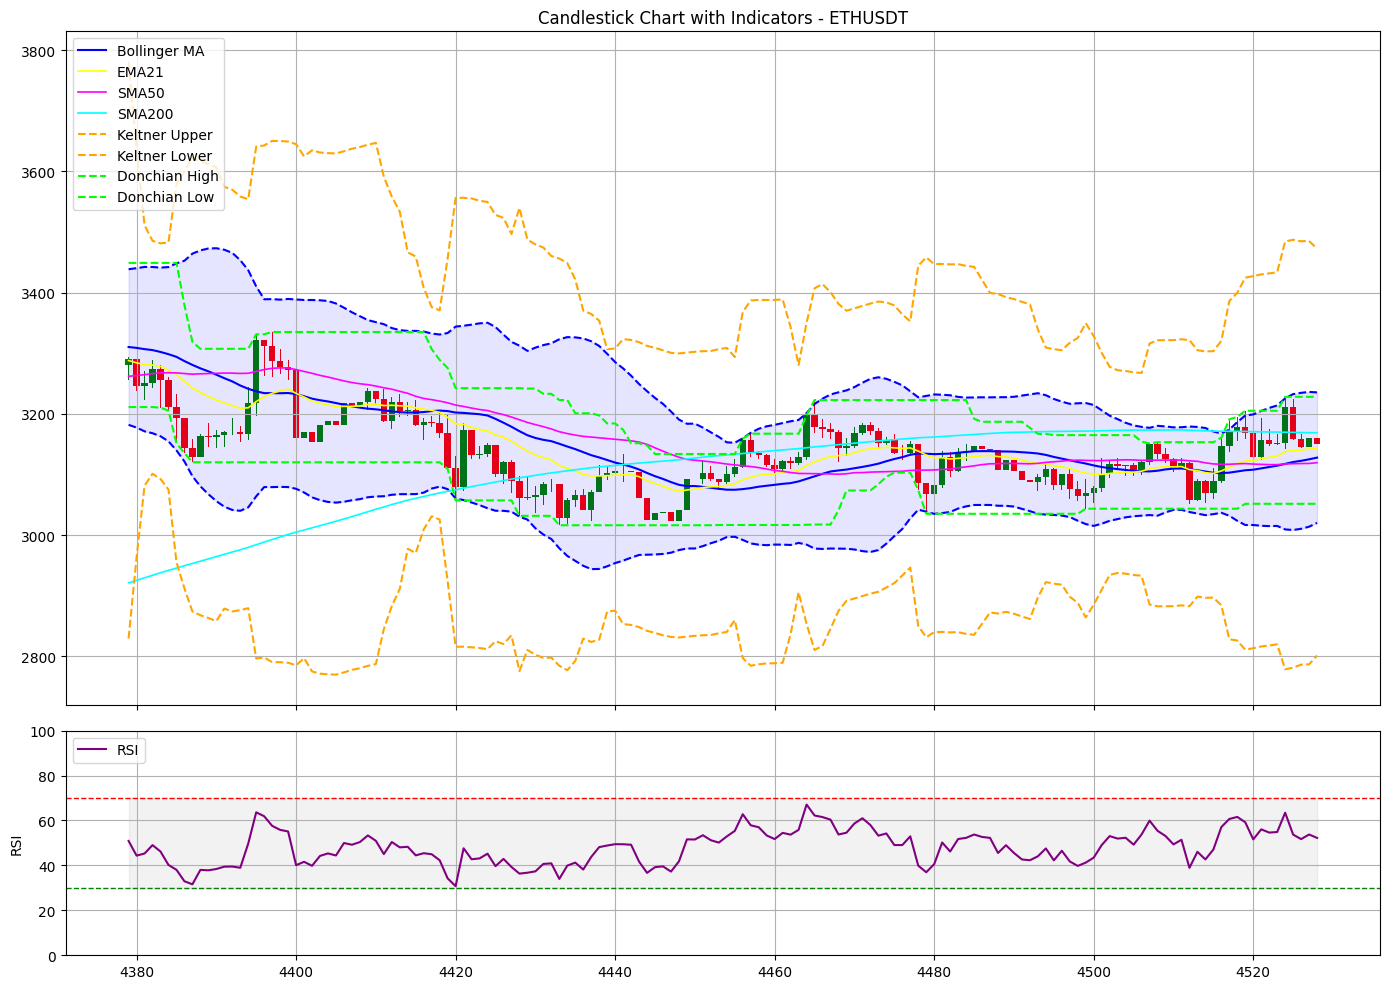 Candlestick Chart with Indicators - ETHUSDT
3800
3600
3400
3200
3000
2800
Bollinger MA
EMA21
SMA50
SMA200
Keltner Upper
Keltner Lower
Donchian High
Donchian Low
100
80
60
40
20
0
RSI
RSI
4380 4400 4420 4440 4460 4480 4500 4520